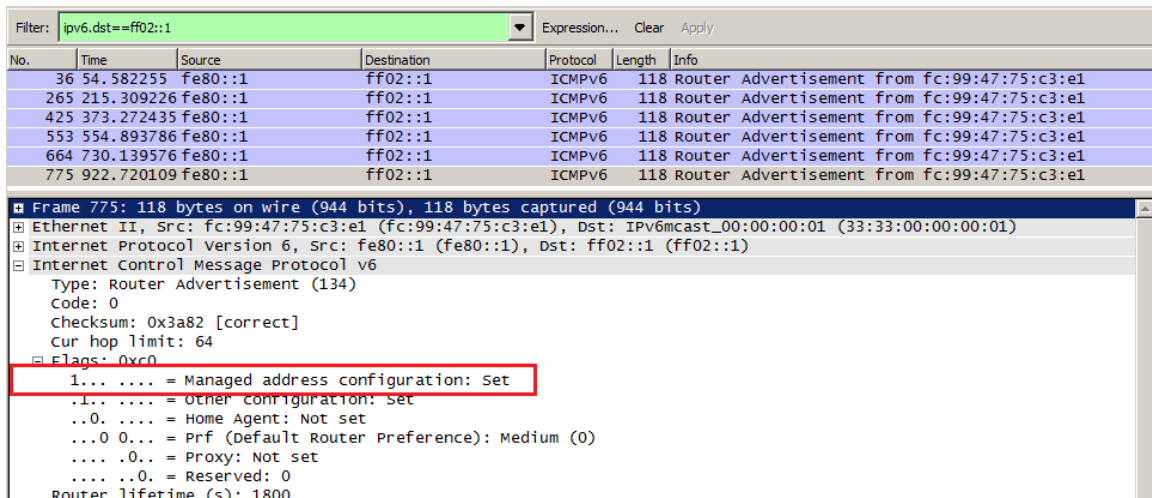 Filter: ipv6.dst==ff02::1 Expression... Clear Apply
No. Time Source Destination Protocol Length Info
36 54.582255 fe80::1 ff02::1 ICMPv6 118 Router Advertisement from fc:99:47:75:c3:e1
265 215.309226 fe80::1 ff02::1 ICMPv6 118 Router Advertisement from fc:99:47:75:c3:e1
425 373.272435 fe80::1 ff02::1 ICMPv6 118 Router Advertisement from fc:99:47:75:c3:e1
553 554.893786 fe80::1 ff02::1 ICMPv6 118 Router Advertisement from fc:99:47:75:c3:e1
664 730.139576 fe80::1 ff02::1 ICMPv6 118 Router Advertisement from fc:99:47:75:c3:e1
775 922.720109 fe80::1 ff02::1 ICMPv6 118 Router Advertisement from fc:99:47:75:c3:e1
Frame 775: 118 bytes on wire (944 bits), 118 bytes captured (944 bits)
Ethernet II, Src: fc:99:47:75:c3:e1 (fc:99:47:75:c3:e1), Dst: IPv6mcast_00:00:00:01 (33:33:00:00:00:01)
Internet Protocol Version 6, Src: fe80::1 (fe80::1), Dst: ff02::1 (ff02::1)
Internet Control Message Protocol v6
Type: Router Advertisement (134)
Code: 0
Checksum: 0x3a82 [correct]
Cur hop limit: 64
Flags: 0xc0
1... .... = Managed address configuration: Set
.1.. .... = Other configuration: Set
..0. .... = Home Agent: Not set
...0 0... = Prf (Default Router Preference): Medium (0)
.... .0.. = Proxy: Not set
.... ..0. = Reserved: 0
Router lifetime (s): 1800